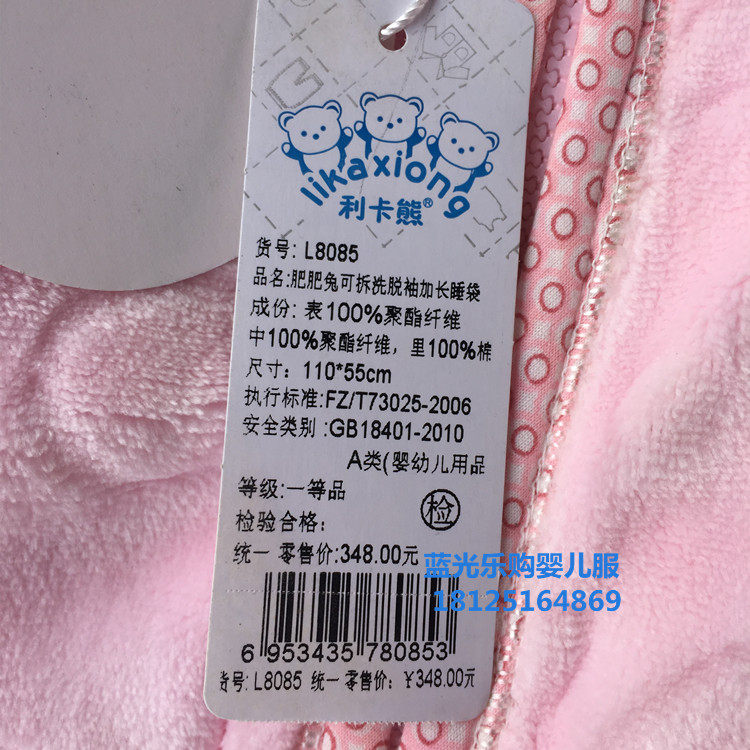 likaxiong
利卡熊®
货号: L8085
品名:肥肥兔可拆洗脱袖加长睡袋
成份: 表100%聚酯纤维
中100%聚酯纤维, 里100%棉
尺寸: 110*55cm
执行标准:FZ/T73025-2006
安全类别:GB18401-2010
A类(婴幼儿用品
等级:一等品
检验合格:
检
统一 零售价:348.00元
蓝光乐购婴儿服
18125164869
6 953435 780853
货号: L8085 统一 零售价: ¥348.00元